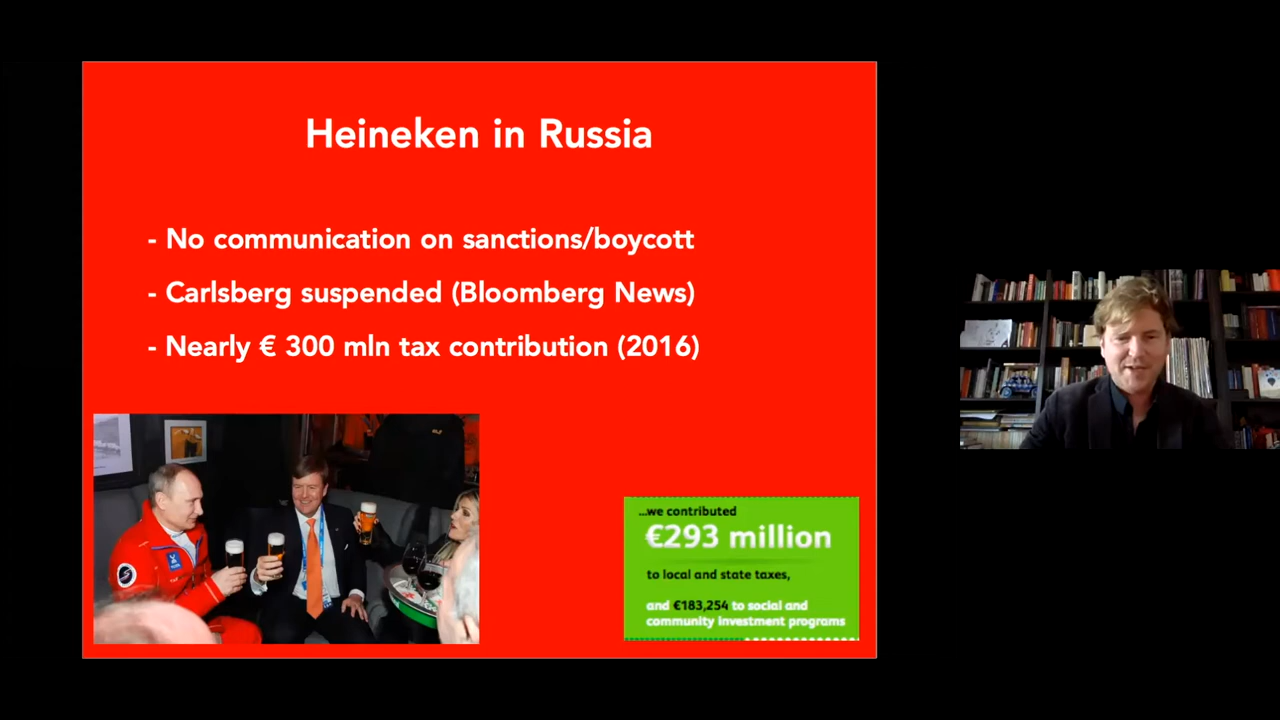 Heineken in Russia
- No communication on sanctions/boycott
- Carlsberg suspended (Bloomberg News)
- Nearly € 300 mln tax contribution (2016)
...we contributed
€293 million
to local and state taxes,
and €183,254 to social and
community investment programs